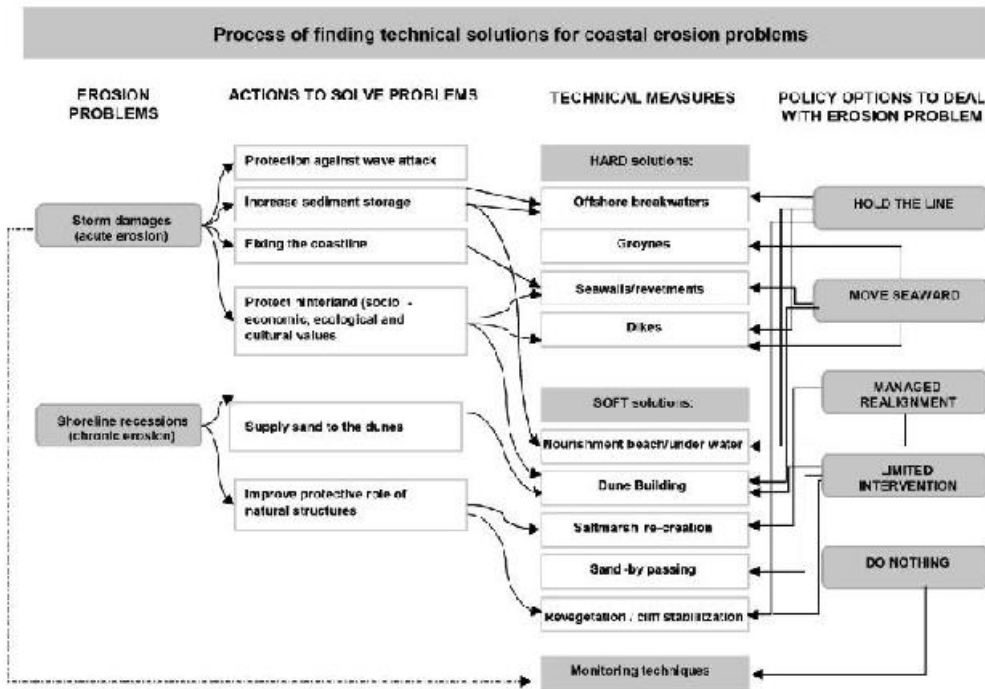 Process of finding technical solutions for coastal erosion problems
EROSION
PROBLEMS
ACTIONS TO SOLVE PROBLEMS
TECHNICAL MEASURES
POLICY OPTIONS TO DEAL
WITH EROSION PROBLEM
Storm damages
(acute erosion)
Shoreline recessions
(chronic erosion)
Protection against wave attack
Increase sediment storage
Fixing the coastline
Protect hinterland (socio -
economic, ecological and
cultural values
Supply sand to the dunes
Improve protective role of
natural structures
HARD solutions:
Offshore breakwaters
Groynes
Seawalls/revetments
Dikes
SOFT solutions:
Nourishment beach/under water
Dune Building
Saltmarsh re-creation
Sand -by passing
Revegetation / cliff stabilization
Monitoring techniques
HOLD THE LINE
MOVE SEAWARD
MANAGED
REALIGNMENT
LIMITED
INTERVENTION
DO NOTHING